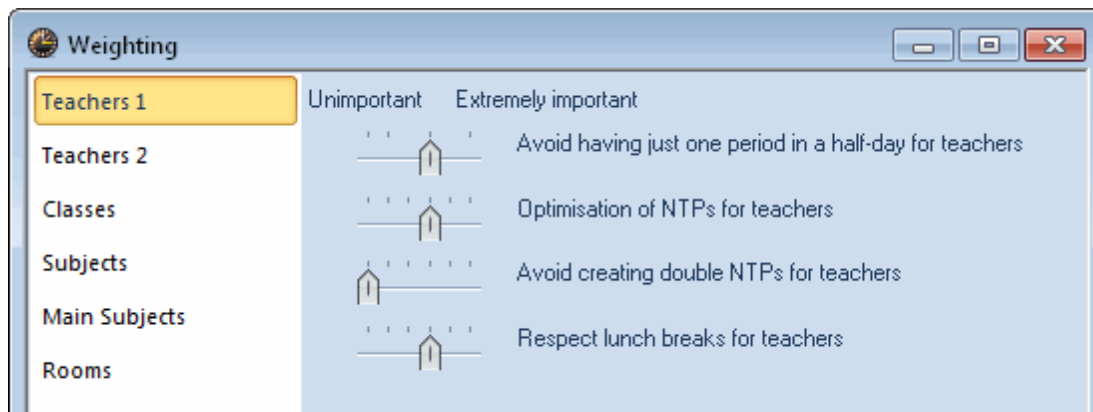 Weighting
Teachers 1
Unimportant Extremely important
Avoid having just one period in a half-day for teachers
Teachers 2
Optimisation of NTPs for teachers
Classes
Subjects
Avoid creating double NTPs for teachers
Main Subjects
Respect lunch breaks for teachers
Rooms